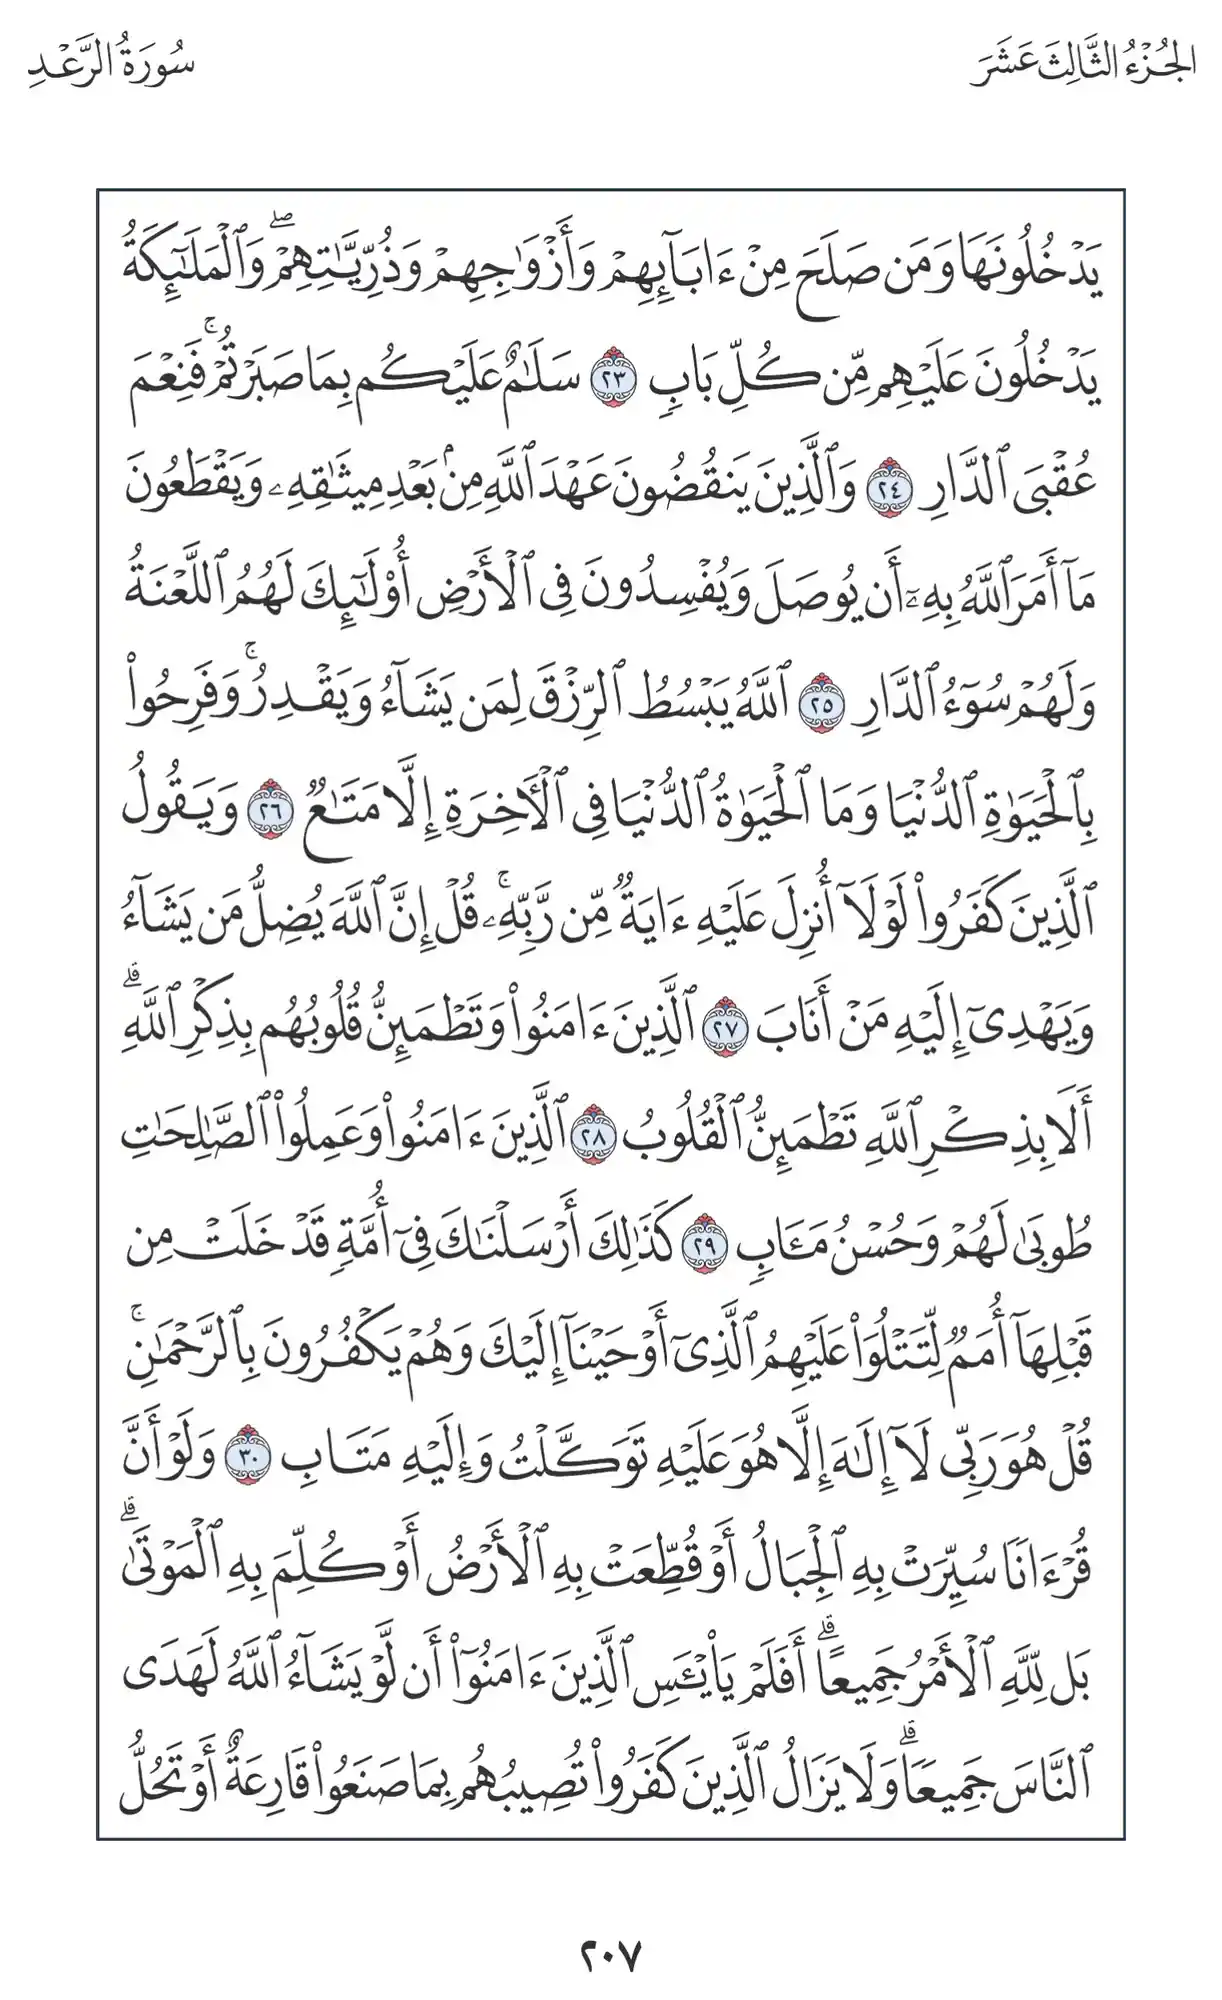 الجُزْءُ الثَّالِثَ عَشَرَ
سُورَةُ الرَّعْدِ
يَدْخُلُونَهَا وَمَن صَلَحَ مِنْ ءَابَآئِهِمْ وَأَزْوَٰجِهِمْ وَذُرِّيَّـٰتِهِمْۖ وَٱلْمَلَـٰٓئِكَةُ
يَدْخُلُونَ عَلَيْهِم مِّن كُلِّ بَابٍ ٢٣ سَلَـٰمٌ عَلَيْكُم بِمَا صَبَرْتُمْۚ فَنِعْمَ
عُقْبَى ٱلدَّارِ ٢٤ وَٱلَّذِينَ يَنقُضُونَ عَهْدَ ٱللَّهِ مِنۢ بَعْدِ مِيثَـٰقِهِۦ وَيَقْطَعُونَ
مَآ أَمَرَ ٱللَّهُ بِهِۦٓ أَن يُوصَلَ وَيُفْسِدُونَ فِى ٱلْأَرْضِ أُو۟لَـٰٓئِكَ لَهُمُ ٱللَّعْنَةُ
وَلَهُمْ سُوٓءُ ٱلدَّارِ ٢٥ ٱللَّهُ يَبْسُطُ ٱلرِّزْقَ لِمَن يَشَآءُ وَيَقْدِرُۚ وَفَرِحُوا۟
بِٱلْحَيَوٰةِ ٱلدُّنْيَا وَمَا ٱلْحَيَوٰةُ ٱلدُّنْيَا فِى ٱلْـَٔاخِرَةِ إِلَّا مَتَـٰعٌ ٢٦ وَيَقُولُ
ٱلَّذِينَ كَفَرُوا۟ لَوْلَآ أُنزِلَ عَلَيْهِ ءَايَةٌ مِّن رَّبِّهِۦۚ قُلْ إِنَّ ٱللَّهَ يُضِلُّ مَن يَشَآءُ
وَيَهْدِىٓ إِلَيْهِ مَنْ أَنَابَ ٢٧ ٱلَّذِينَ ءَامَنُوا۟ وَتَطْمَئِنُّ قُلُوبُهُم بِذِكْرِ ٱللَّهِۗ
أَلَا بِذِكْرِ ٱللَّهِ تَطْمَئِنُّ ٱلْقُلُوبُ ٢٨ ٱلَّذِينَ ءَامَنُوا۟ وَعَمِلُوا۟ ٱلصَّـٰلِحَـٰتِ
طُوبَىٰ لَهُمْ وَحُسْنُ مَـَٔابٍ ٢٩ كَذَٰلِكَ أَرْسَلْنَـٰكَ فِىٓ أُمَّةٍ قَدْ خَلَتْ مِن
قَبْلِهَآ أُمَمٌ لِّتَتْلُوَا۟ عَلَيْهِمُ ٱلَّذِىٓ أَوْحَيْنَآ إِلَيْكَ وَهُمْ يَكْفُرُونَ بِٱلرَّحْمَـٰنِۚ
قُلْ هُوَ رَبِّى لَآ إِلَـٰهَ إِلَّا هُوَ عَلَيْهِ تَوَكَّلْتُ وَإِلَيْهِ مَتَابِ ٣٠ وَلَوْ أَنَّ
قُرْءَانًا سُيِّرَتْ بِهِ ٱلْجِبَالُ أَوْ قُطِّعَتْ بِهِ ٱلْأَرْضُ أَوْ كُلِّمَ بِهِ ٱلْمَوْتَىٰۗ
بَل لِّلَّهِ ٱلْأَمْرُ جَمِيعًاۗ أَفَلَمْ يَا۟يْـَٔسِ ٱلَّذِينَ ءَامَنُوٓا۟ أَن لَّوْ يَشَآءُ ٱللَّهُ لَهَدَى
ٱلنَّاسَ جَمِيعًاۗ وَلَا يَزَالُ ٱلَّذِينَ كَفَرُوا۟ تُصِيبُهُم بِمَا صَنَعُوا۟ قَارِعَةٌ أَوْ تَحُلُّ
٢٠٧